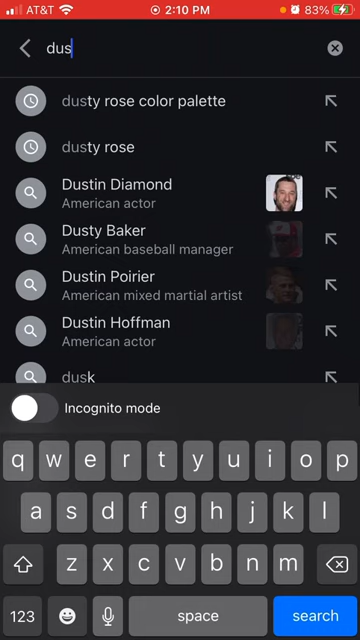 AT&T 2:10 PM 83%
dus
dusty rose color palette
dusty rose
Dustin Diamond
American actor
Dusty Baker
American baseball manager
Dustin Poirier
American mixed martial artist
Dustin Hoffman
American actor
dusk
Incognito mode
q w e r t y u i o p
a s d f g h j k l
z x c v b n m
123 space search